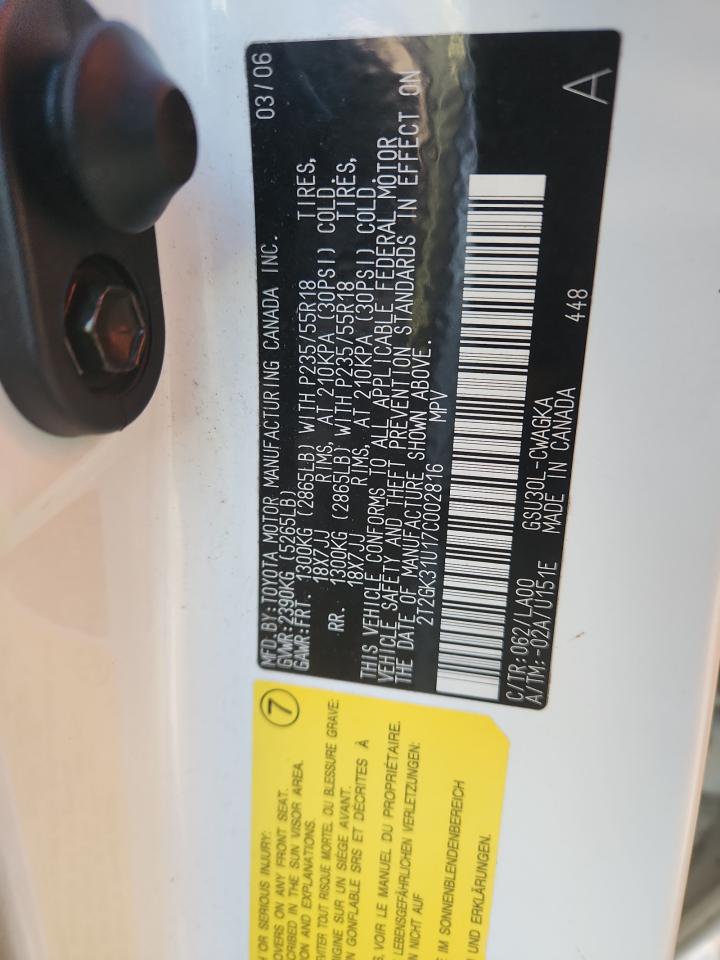 MFD.BY:TOYOTA MOTOR MANUFACTURING CANADA INC. 03/06
GVWR:2390KG (5265LB)
GAWR:FRT. 1300KG (2865LB) WITH P235/55R18 TIRES,
18X7JJ RIMS, AT 210KPA (30PSI) COLD.
RR. 1300KG (2865LB) WITH P235/55R18 TIRES,
18X7JJ RIMS, AT 210KPA (30PSI) COLD.
THIS VEHICLE CONFORMS TO ALL APPLICABLE FEDERAL MOTOR
VEHICLE SAFETY AND THEFT PREVENTION STANDARDS IN EFFECT ON
THE DATE OF MANUFACTURE SHOWN ABOVE.
2T2GK31U17C002816 MPV
C/TR:062/LA00 GSU30L-CWAGKA 448 A
A/TM:-02A/U151E MADE IN CANADA
7
OR SERIOUS INJURY:
OVERS ON ANY FRONT SEAT.
CRIBED IN THE SUN VISOR AREA.
ION AND EXPLANATIONS.
EVITER TOUT RISQUE MORTEL OU BLESSURE GRAVE:
RIGINE SUR UN SIÈGE AVANT.
N GONFLABLE SRS ET DÉCRITES À
S, VOIR LE MANUEL DU PROPRIÉTAIRE.
LEBENSGEFÄHRLICHEN VERLETZUNGEN:
N NICHT AUF
E IM SONNENBLENDENBEREICH
UND ERKLÄRUNGEN.